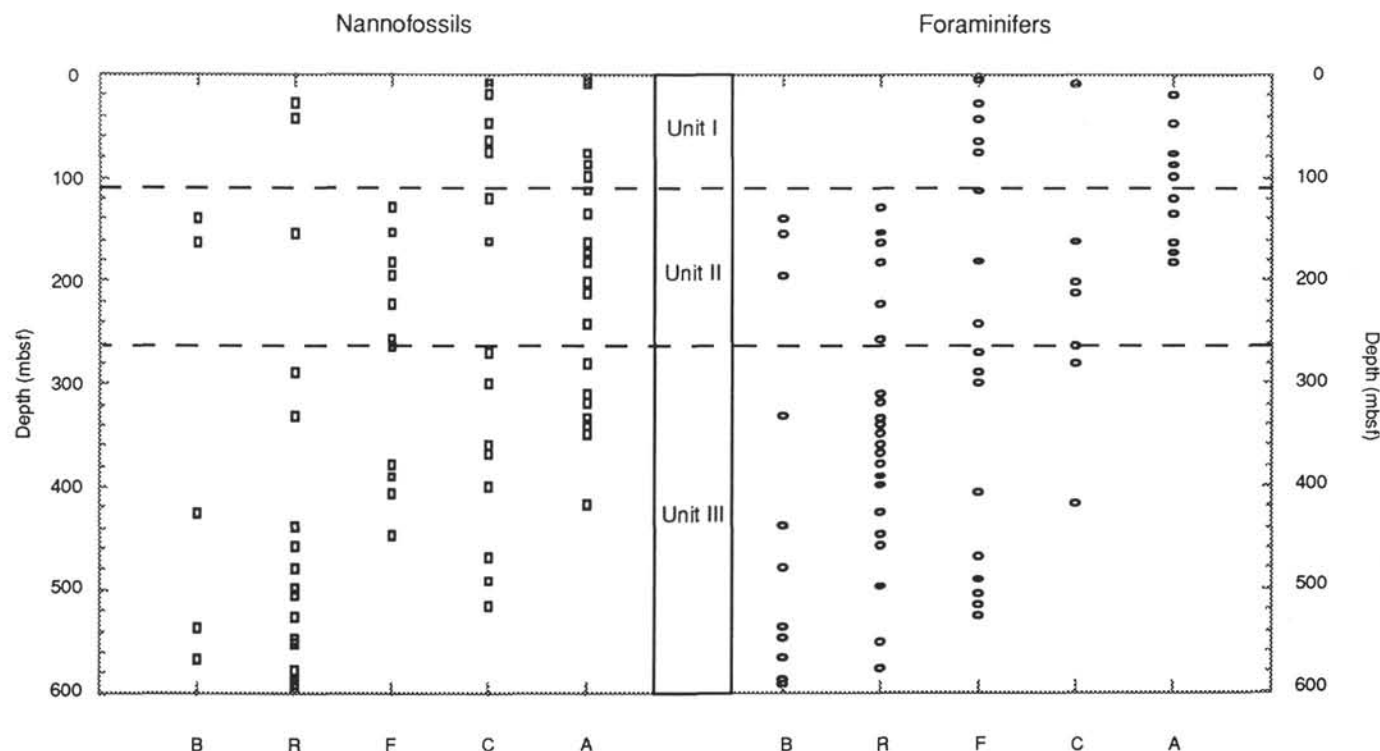 Nannofossils
Foraminifers
0
100
200
300
400
500
600
Depth (mbsf)
Unit I
Unit II
Unit III
0
100
200
300
400
500
600
Depth (mbsf)
B R F C A
B R F C A